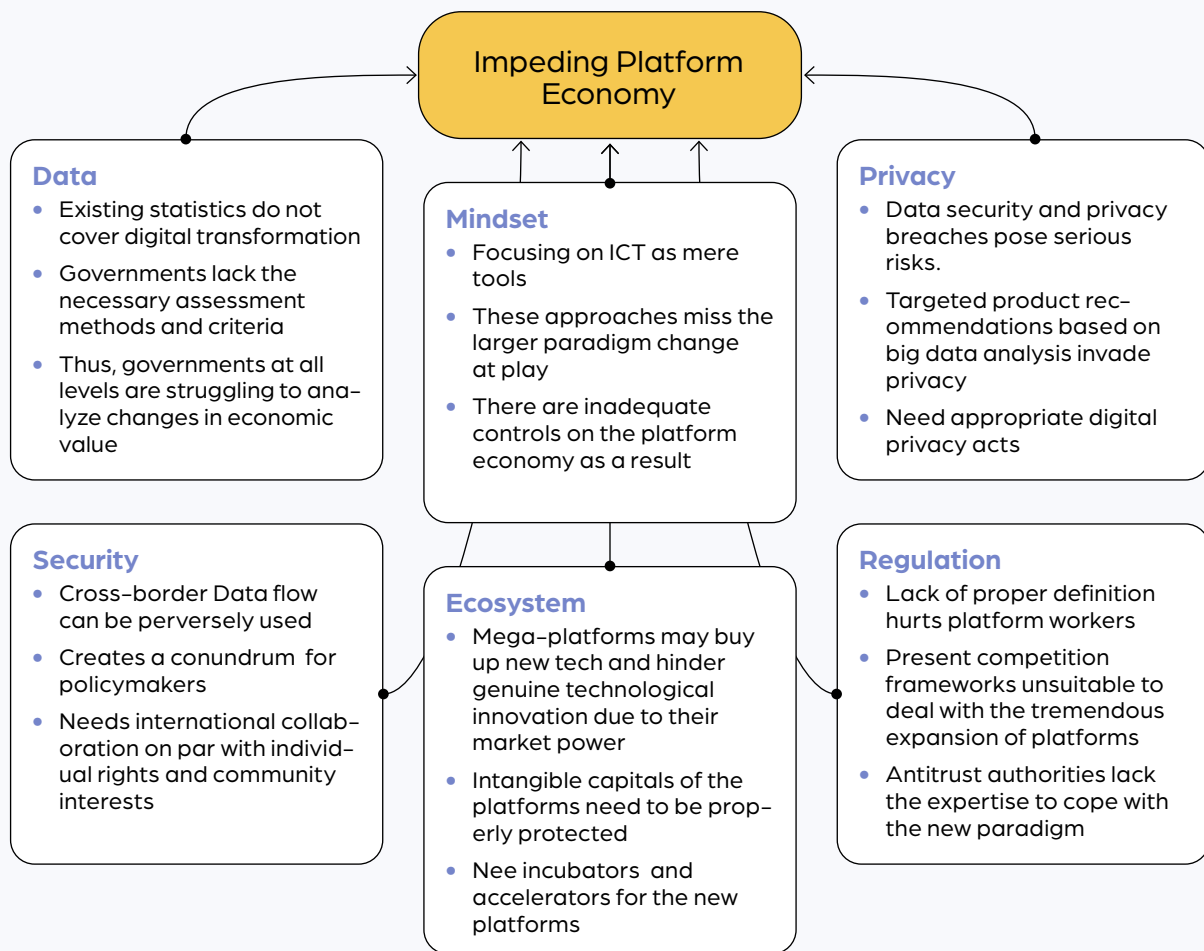 Impeding Platform
Economy
Data
• Existing statistics do not
cover digital transformation
• Governments lack the
necessary assessment
methods and criteria
• Thus, governments at all
levels are struggling to ana-
lyze changes in economic
value
Mindset
• Focusing on ICT as mere
tools
• These approaches miss the
larger paradigm change
at play
• There are inadequate
controls on the platform
economy as a result
Privacy
• Data security and privacy
breaches pose serious
risks.
• Targeted product rec-
ommendations based on
big data analysis invade
privacy
• Need appropriate digital
privacy acts
Security
• Cross-border Data flow
can be perversely used
• Creates a conundrum for
policymakers
• Needs international collab-
oration on par with individ-
ual rights and community
interests
Ecosystem
• Mega-platforms may buy
up new tech and hinder
genuine technological
innovation due to their
market power
• Intangible capitals of the
platforms need to be prop-
erly protected
• Nee incubators and
accelerators for the new
platforms
Regulation
• Lack of proper definition
hurts platform workers
• Present competition
frameworks unsuitable to
deal with the tremendous
expansion of platforms
• Antitrust authorities lack
the expertise to cope with
the new paradigm